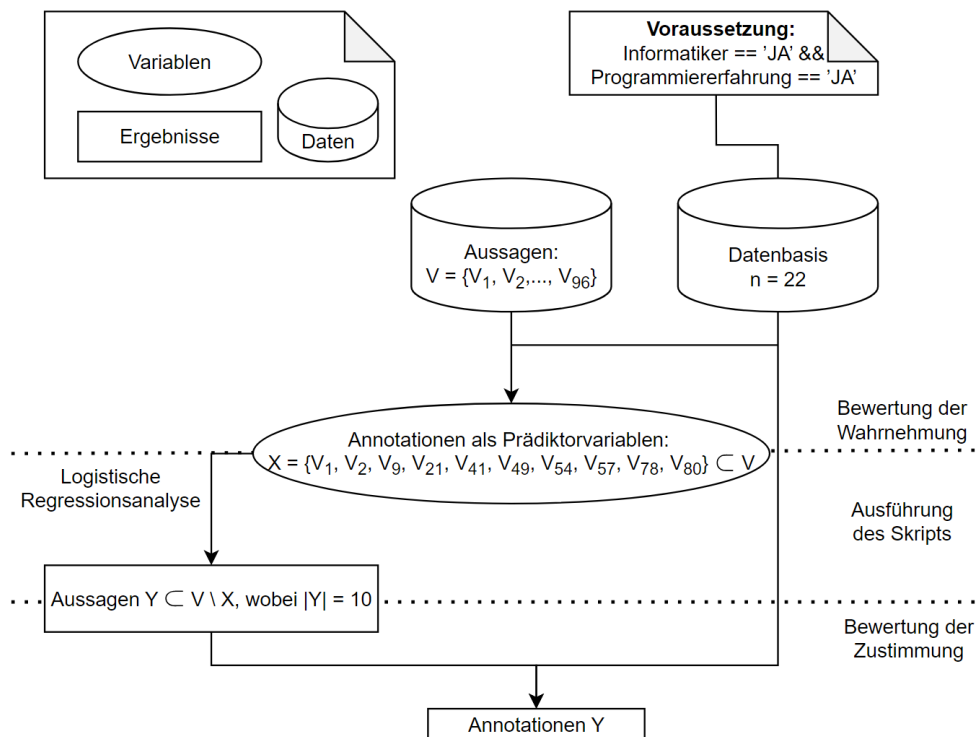 Variablen
Ergebnisse
Daten
Voraussetzung:
Informatiker == ’JA’ &&
Programmiererfahrung == ’JA’
Aussagen:
V = {V₁, V₂,..., V₉₆}
Datenbasis
n = 22
Annotationen als Prädiktorvariablen:
X = {V₁, V₂, V₉, V₂₁, V₄₁, V₄₉, V₅₄, V₅₇, V₇₈, V₈₀} ⊂ V
Bewertung der
Wahrnehmung
Logistische
Regressionsanalyse
Ausführung
des Skripts
Aussagen Y ⊂ V \ X, wobei |Y| = 10
Bewertung der
Zustimmung
Annotationen Y